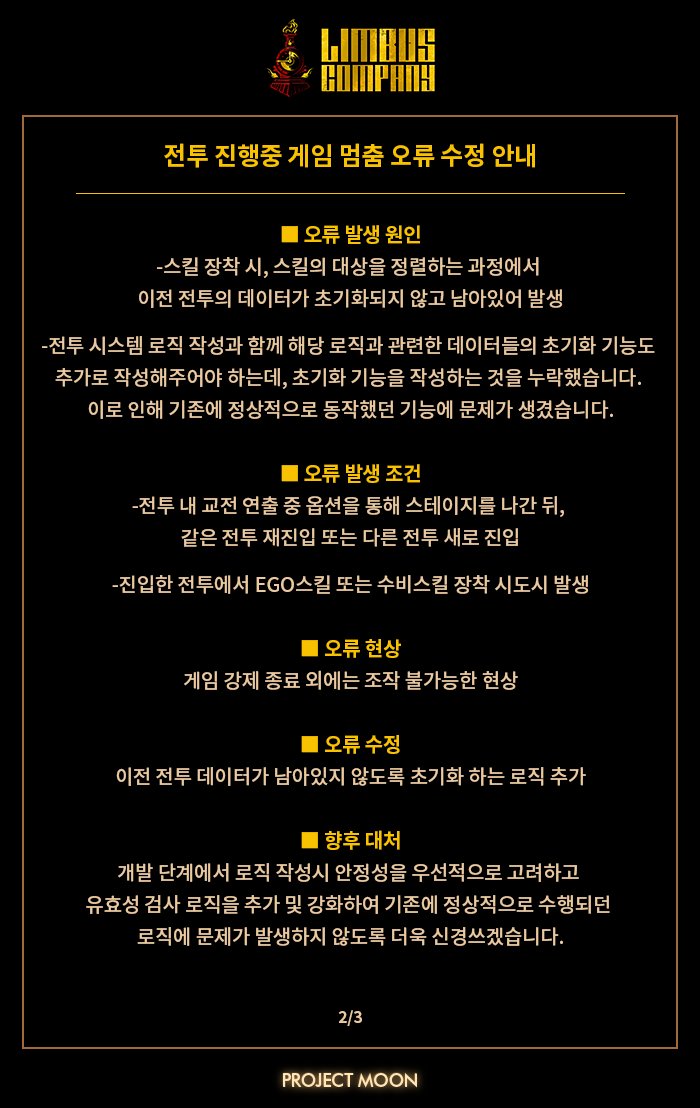 LIMBUS
COMPANY
전투 진행중 게임 멈춤 오류 수정 안내
■ 오류 발생 원인
-스킬 장착 시, 스킬의 대상을 정렬하는 과정에서
이전 전투의 데이터가 초기화되지 않고 남아있어 발생
-전투 시스템 로직 작성과 함께 해당 로직과 관련한 데이터들의 초기화 기능도
추가로 작성해주어야 하는데, 초기화 기능을 작성하는 것을 누락했습니다.
이로 인해 기존에 정상적으로 동작했던 기능에 문제가 생겼습니다.
■ 오류 발생 조건
-전투 내 교전 연출 중 옵션을 통해 스테이지를 나간 뒤,
같은 전투 재진입 또는 다른 전투 새로 진입
-진입한 전투에서 EGO스킬 또는 수비스킬 장착 시도시 발생
■ 오류 현상
게임 강제 종료 외에는 조작 불가능한 현상
■ 오류 수정
이전 전투 데이터가 남아있지 않도록 초기화 하는 로직 추가
■ 향후 대처
개발 단계에서 로직 작성시 안정성을 우선적으로 고려하고
유효성 검사 로직을 추가 및 강화하여 기존에 정상적으로 수행되던
로직에 문제가 발생하지 않도록 더욱 신경쓰겠습니다.
2/3
PROJECT MOON